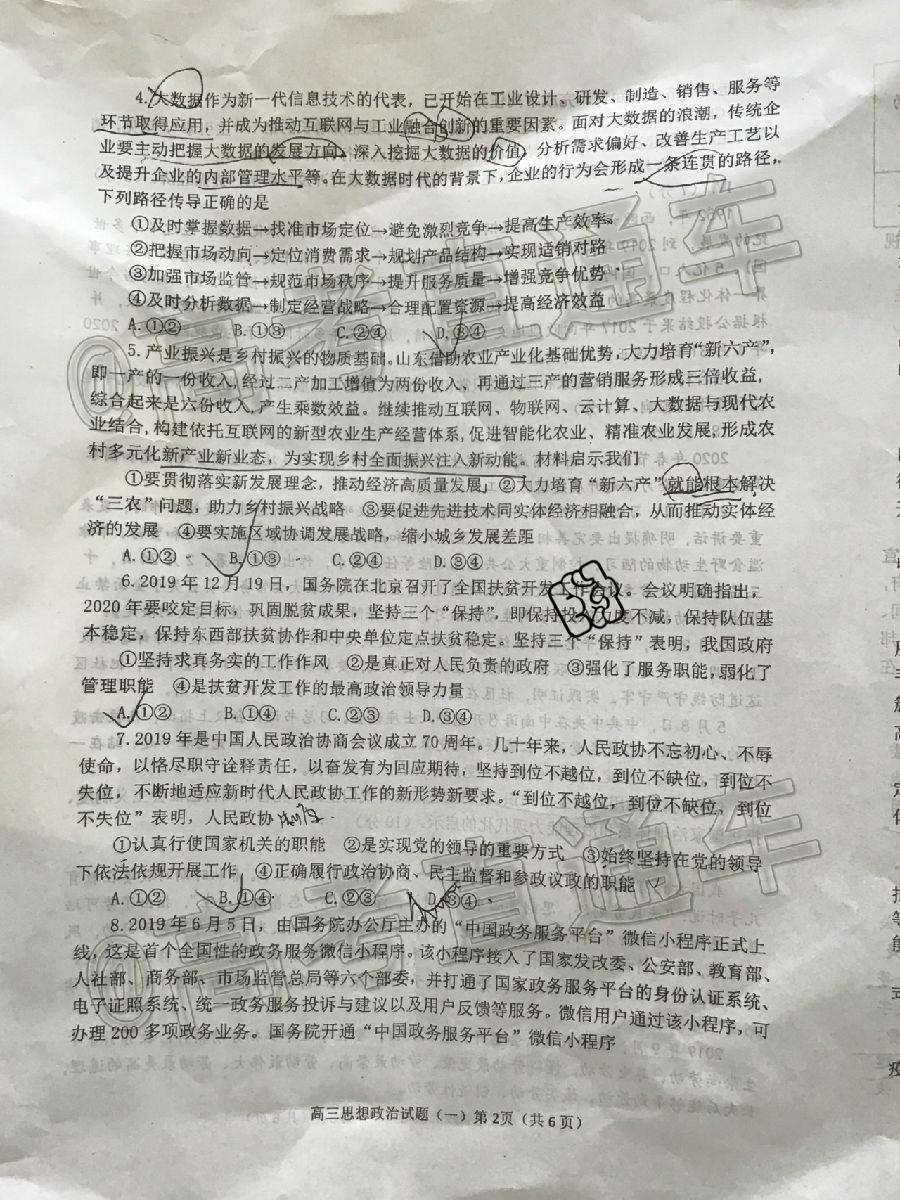 4.大数据作为新一代信息技术的代表，已开始在工业设计、研发、制造、销售、服务等
环节取得应用，并成为推动互联网与工业融合创新的重要因素。面对大数据的浪潮，传统企
业要主动把握大数据的发展方向、深入挖掘大数据的价值，分析需求偏好、改善生产工艺以
及提升企业的内部管理水平等。在大数据时代的背景下，企业的行为会形成一条连贯的路径，
下列路径传导正确的是
①及时掌握数据→找准市场定位→避免激烈竞争→提高生产效率
②把握市场动向→定位消费需求→规划产品结构→实现适销对路
③加强市场监管→规范市场秩序→提升服务质量→增强竞争优势
④及时分析数据→制定经营战略→合理配置资源→提高经济效益
A.①② B.①③ C.②④ D.③④
5.产业振兴是乡村振兴的物质基础。山东借助农业产业化基础优势，大力培育“新六产”，
即一产的一份收入，经过二产加工增值为两份收入，再通过三产的营销服务形成三倍收益，
综合起来是六份收入，产生乘数效益。继续推动互联网、物联网、云计算、大数据与现代农
业结合，构建依托互联网的新型农业生产经营体系，促进智能化农业、精准农业发展，形成农
村多元化新产业新业态，为实现乡村全面振兴注入新动能。材料启示我们
①要贯彻落实新发展理念，推动经济高质量发展 ②大力培育“新六产”就能根本解决
“三农”问题，助力乡村振兴战略 ③要促进先进技术同实体经济相融合，从而推动实体经
济的发展 ④要实施区域协调发展战略，缩小城乡发展差距
A.①② B.①③ C.②④ D.③④
6.2019年12月19日，国务院在北京召开了全国扶贫开发工作会议。会议明确指出，
2020年要咬定目标，巩固脱贫成果，坚持三个“保持”，即保持投入力度不减，保持队伍基
本稳定，保持东西部扶贫协作和中央单位定点扶贫稳定。坚持三个“保持”表明，我国政府
①坚持求真务实的工作作风 ②是真正对人民负责的政府 ③强化了服务职能，弱化了
管理职能 ④是扶贫开发工作的最高政治领导力量
A.①② B.①④ C.②③ D.③④
7.2019年是中国人民政治协商会议成立70周年。几十年来，人民政协不忘初心、不辱
使命，以恪尽职守诠释责任，以奋发有为回应期待，坚持到位不越位，到位不缺位，到位不
失位，不断地适应新时代人民政协工作的新形势新要求。“到位不越位，到位不缺位，到位
不失位”表明，人民政协
①认真行使国家机关的职能 ②是实现党的领导的重要方式 ③始终坚持在党的领导
下依法依规开展工作 ④正确履行政治协商、民主监督和参政议政的职能
A.①② B.①④ C.②③ D.③④
8.2019年6月5日，由国务院办公厅主办的“中国政务服务平台”微信小程序正式上
线，这是首个全国性的政务服务微信小程序。该小程序接入了国家发改委、公安部、教育部、
人社部、商务部、市场监管总局等六个部委，并打通了国家政务服务平台的身份认证系统、
电子证照系统、统一政务服务投诉与建议以及用户反馈等服务。微信用户通过该小程序，可
办理200多项政务业务。国务院开通“中国政务服务平台”微信小程序
高三思想政治试题（一）第2页（共6页）
@高考直通车
@高考直通车